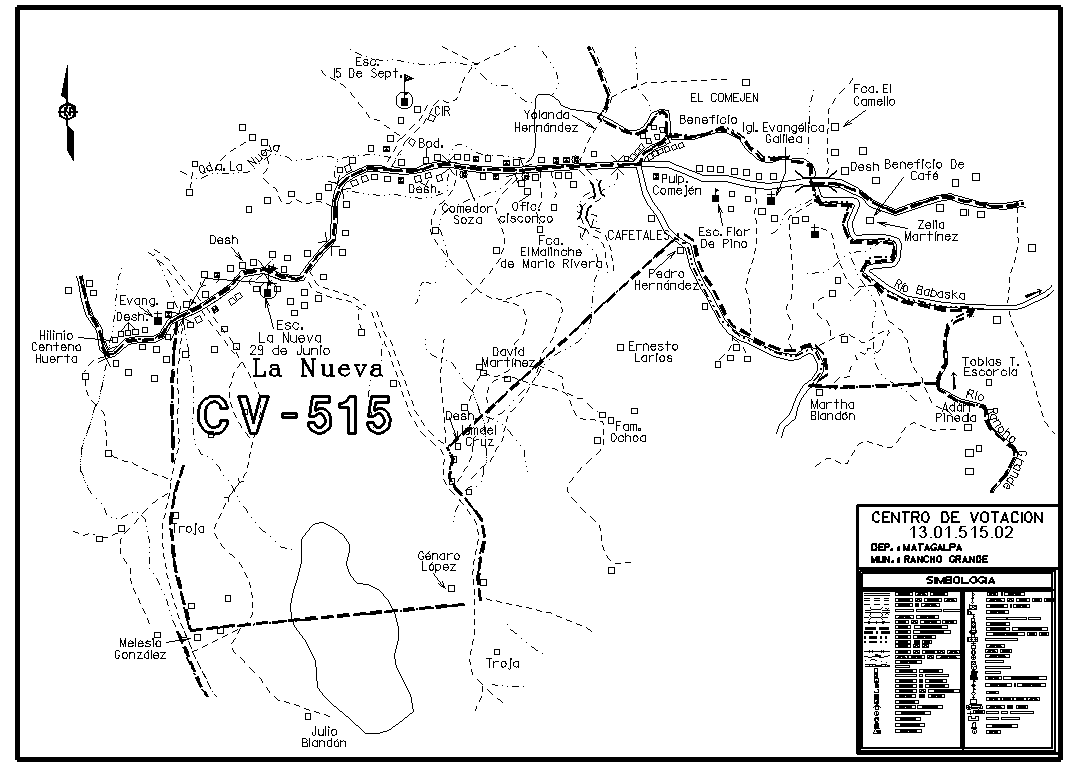 Esc.
15 De Sept.
CIR
Qda. La Nueva
Bod.
Desh.
Yolanda
Hernández
EL COMEJEN
Beneficio
Fca. El
Camello
Igl. Evangélica
Galilea
Desh
Beneficio De
Café
Pulp.
Comején
Comedor
Soza
Ofic.
cisconco
Fca.
El Malinche
de Mario Rivera
CAFETALES
Esc. Flor
De Pino
Zeila
Martínez
Desh
Pedro
Hernández
Río Babaska
Evang.
Desh.
Hilinio
Centeno
Huerta
Esc.
La Nueva
29 de Junio
La Nueva
CV-515
David
Martínez
Ernesto
Larios
Tobías T.
Escorcia
Río Rancho Grande
Martha
Blandón
Adán
Pineda
Desh
Ismael
Cruz
Fam.
Ochoa
Troja
Génaro
López
Melesio
González
Troja
Julio
Blandón
CENTRO DE VOTACION
13.01.515.02
DEP.: MATAGALPA
MUN.: RANCHO GRANDE
SIMBOLOGIA